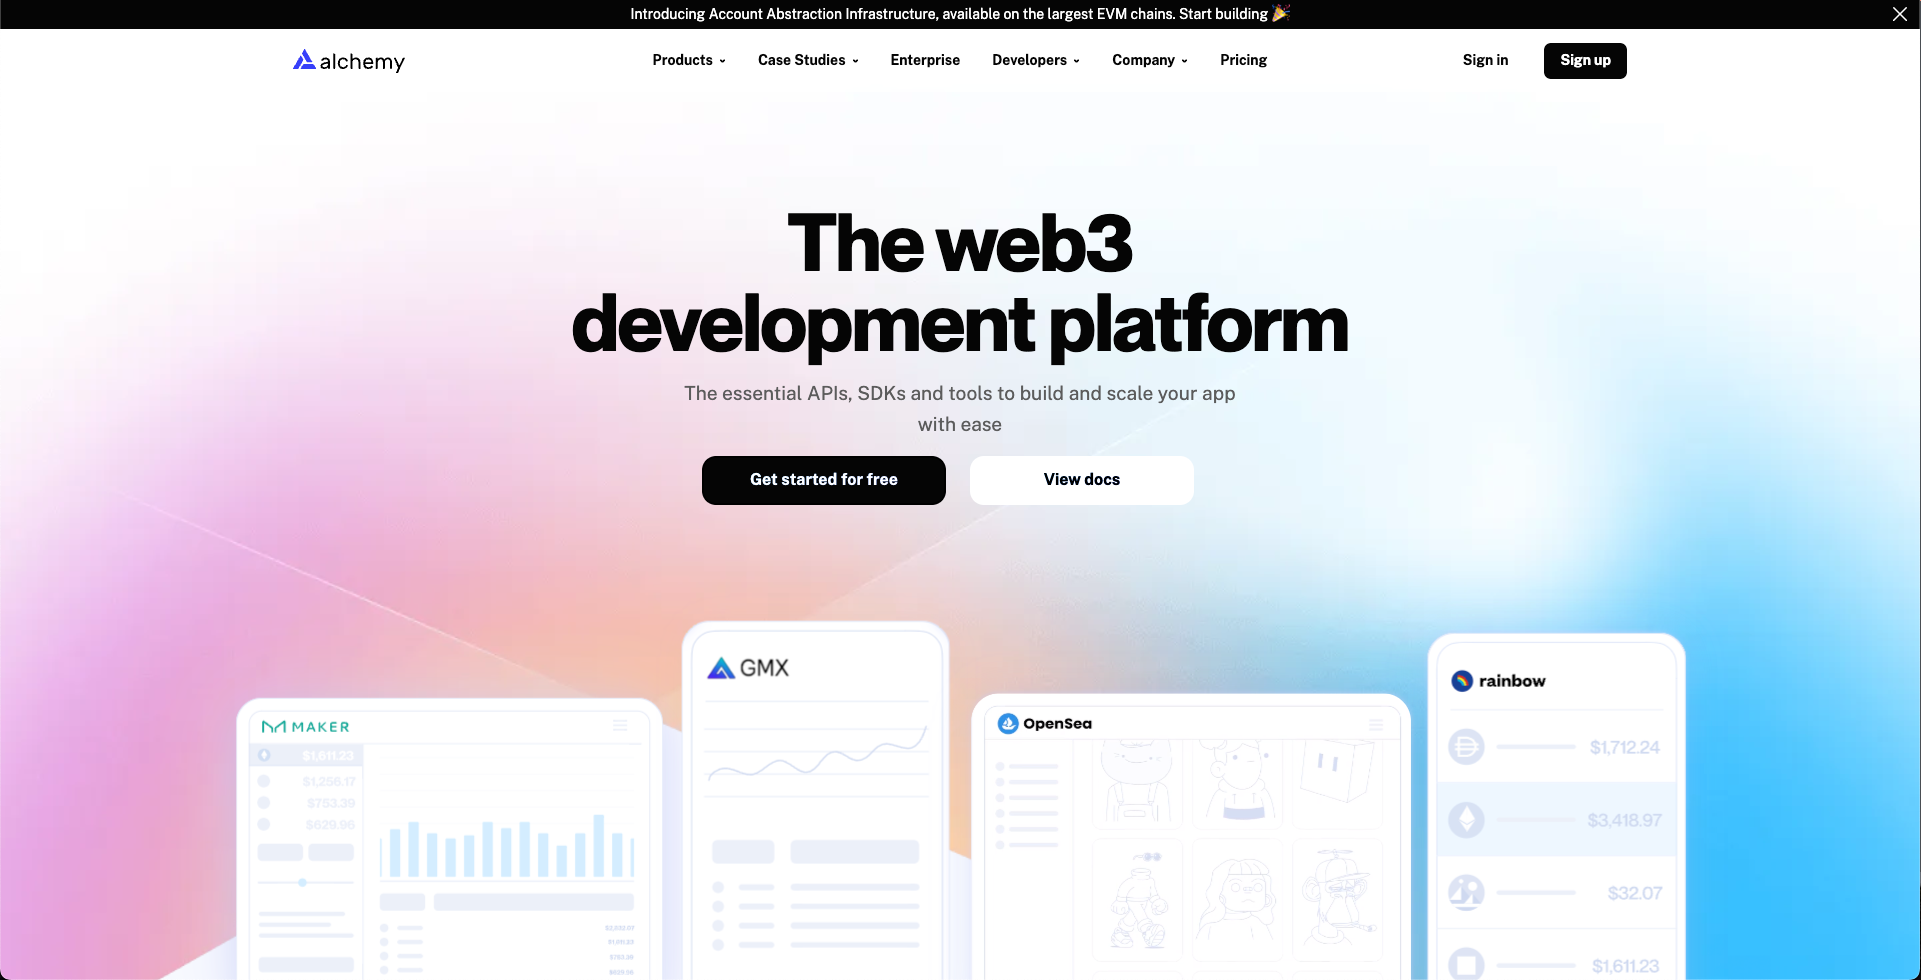 Introducing Account Abstraction Infrastructure, available on the largest EVM chains. Start building 🎉
alchemy
Products
Case Studies
Enterprise
Developers
Company
Pricing
Sign in
Sign up
The web3
development platform
The essential APIs, SDKs and tools to build and scale your app
with ease
Get started for free
View docs
MAKER
$1,611.23
$1,256.17
$753.39
$629.96
GMX
OpenSea
rainbow
$1,712.24
$3,418.97
$32.07
$1,611.23